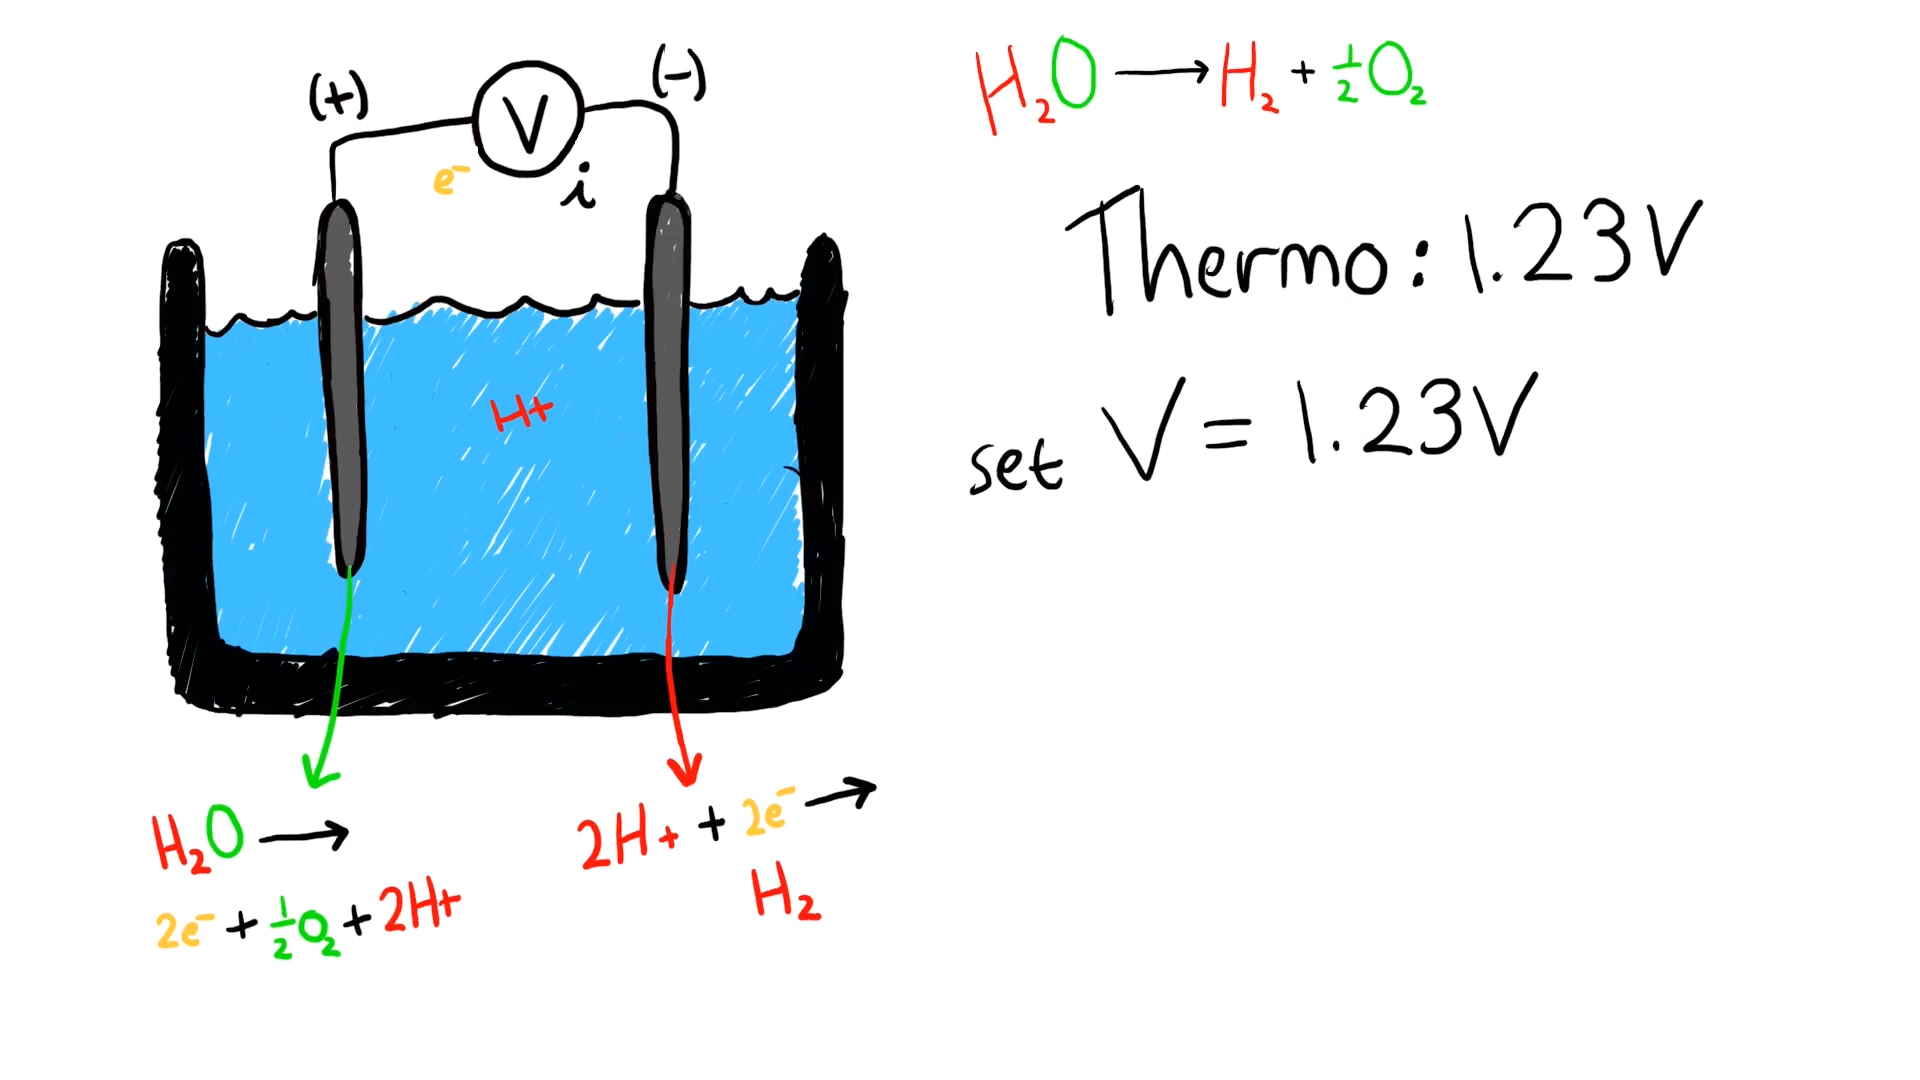 (+) V (-)
e⁻ i
H+
H₂O →
2e⁻ + ½O₂ + 2H+
2H+ + 2e⁻ →
H₂
H₂O → H₂ + ½O₂
Thermo: 1.23V
set V = 1.23V